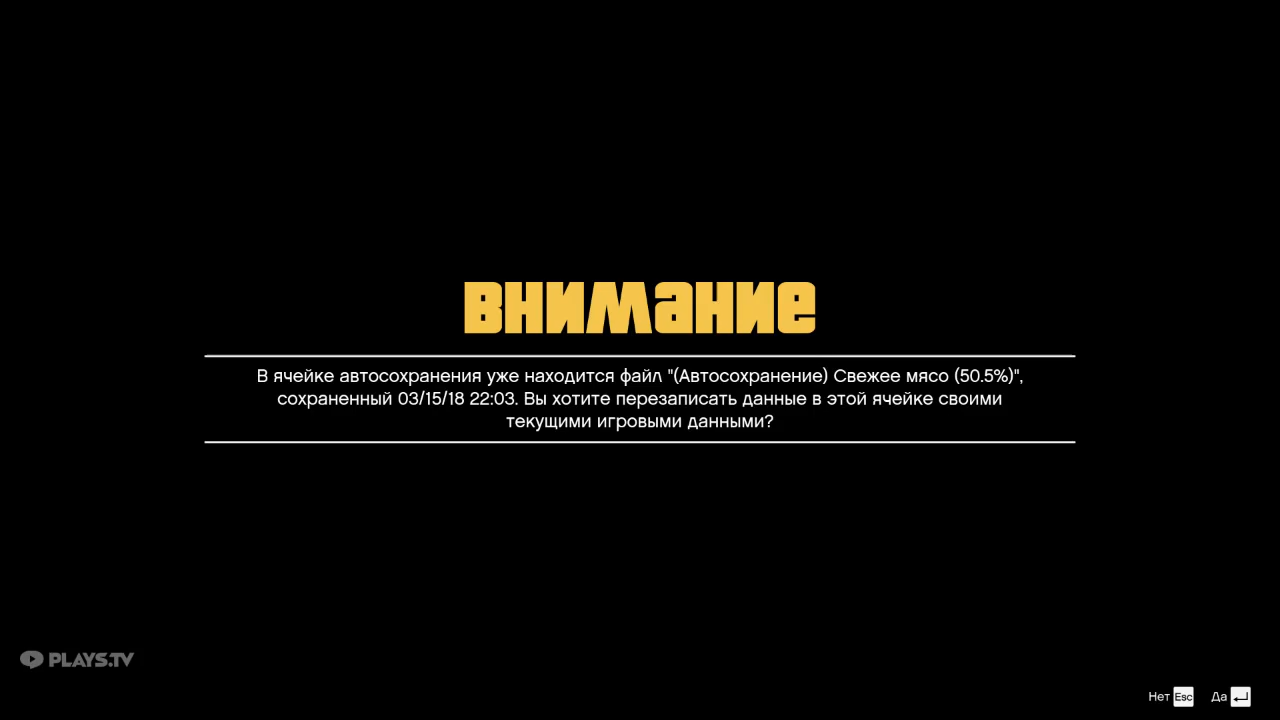 внимание
В ячейке автосохранения уже находится файл "(Автосохранение) Свежее мясо (50.5%)",
сохраненный 03/15/18 22:03. Вы хотите перезаписать данные в этой ячейке своими
текущими игровыми данными?
PLAYS.TV
Нет Esc Да